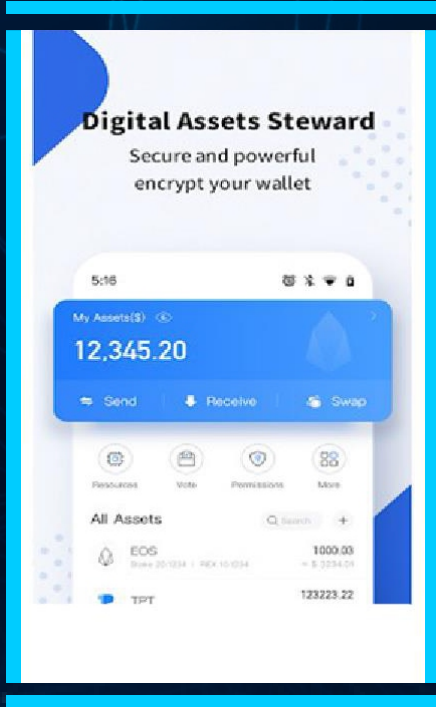 Digital Assets Steward
Secure and powerful
encrypt your wallet
5:16
My Assets($)
12,345.20
Send
Receive
Swap
Resources
Vote
Permissions
More
All Assets
Search
EOS
1000.03
TPT
123223.22